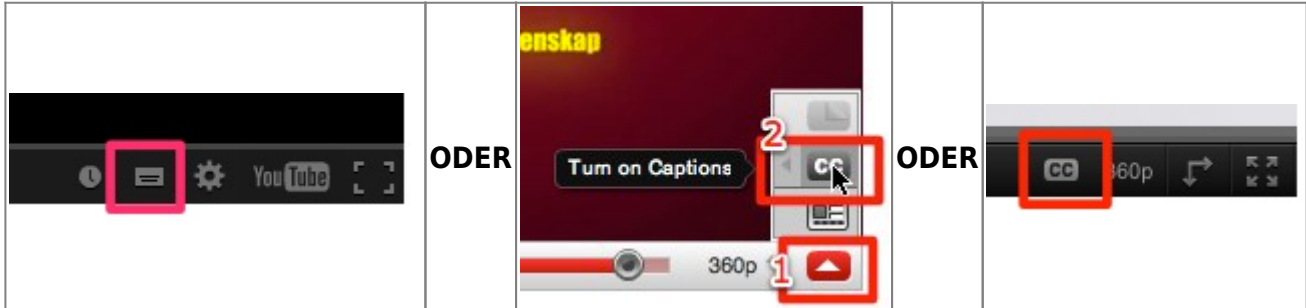 YouTube
ODER
enskap
2
Turn on Captions
CC
360p
1
ODER
CC
360p